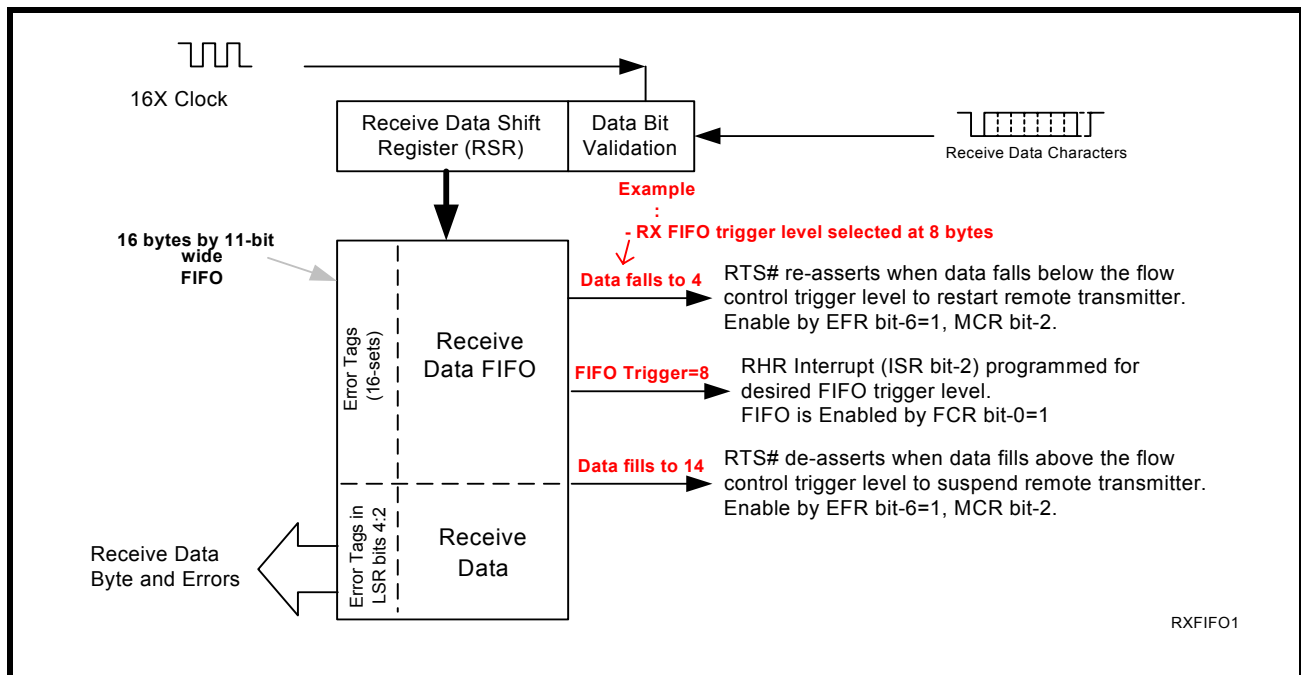 16X Clock
Receive Data Shift
Register (RSR)
Data Bit
Validation
Receive Data Characters
Example
:
- RX FIFO trigger level selected at 8 bytes
16 bytes by 11-bit
wide
FIFO
Data falls to 4
RTS# re-asserts when data falls below the flow
control trigger level to restart remote transmitter.
Enable by EFR bit-6=1, MCR bit-2.
Error Tags
(16-sets)
Receive
Data FIFO
FIFO Trigger=8
RHR Interrupt (ISR bit-2) programmed for
desired FIFO trigger level.
FIFO is Enabled by FCR bit-0=1
Data fills to 14
RTS# de-asserts when data fills above the flow
control trigger level to suspend remote transmitter.
Enable by EFR bit-6=1, MCR bit-2.
Error Tags in
LSR bits 4:2
Receive
Data
Receive Data
Byte and Errors
RXFIFO1